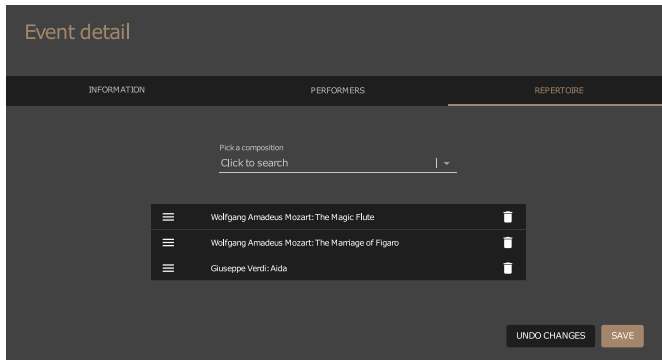 Event detail
INFORMATION PERFORMERS REPERTOIRE
Pick a composition
Click to search
Wolfgang Amadeus Mozart: The Magic Flute
Wolfgang Amadeus Mozart: The Marriage of Figaro
Giuseppe Verdi: Aida
UNDO CHANGES SAVE